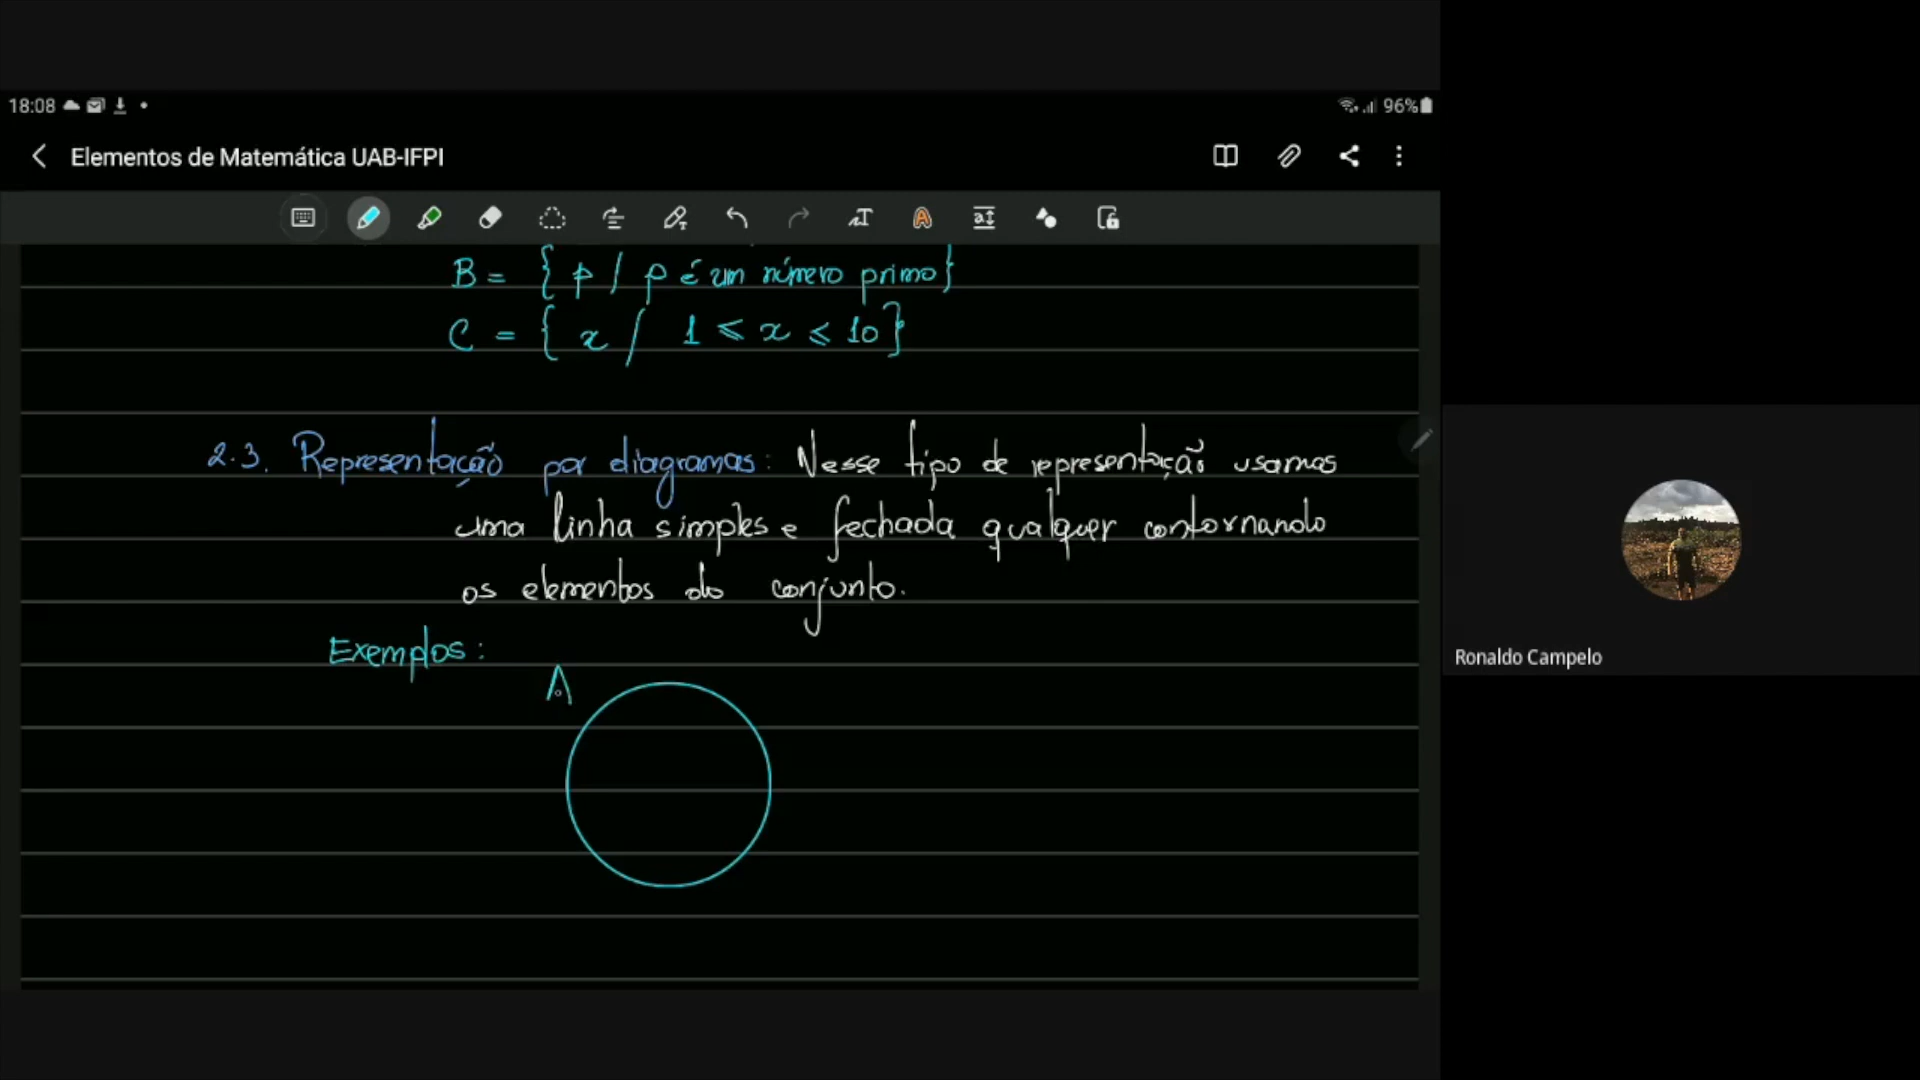 18:08
96%
Elementos de Matemática UAB-IFPI
B = { p / p é um número primo}
C = { x / 1 ⩽ x ⩽ 10}
2.3. Representação por diagramas: Nesse tipo de representação usamos
uma linha simples e fechada qualquer contornando
os elementos do conjunto.
Exemplos:
A
Ronaldo Campelo